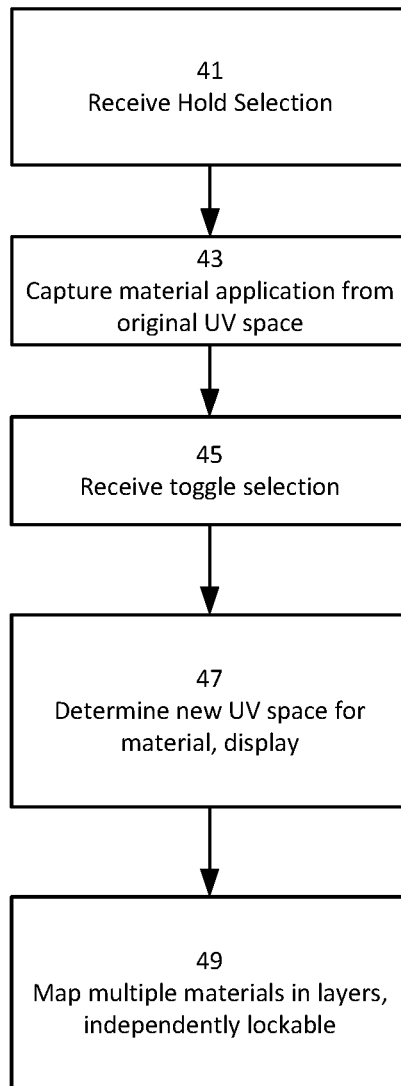 41
Receive Hold Selection
43
Capture material application from
original UV space
45
Receive toggle selection
47
Determine new UV space for
material, display
49
Map multiple materials in layers,
independently lockable